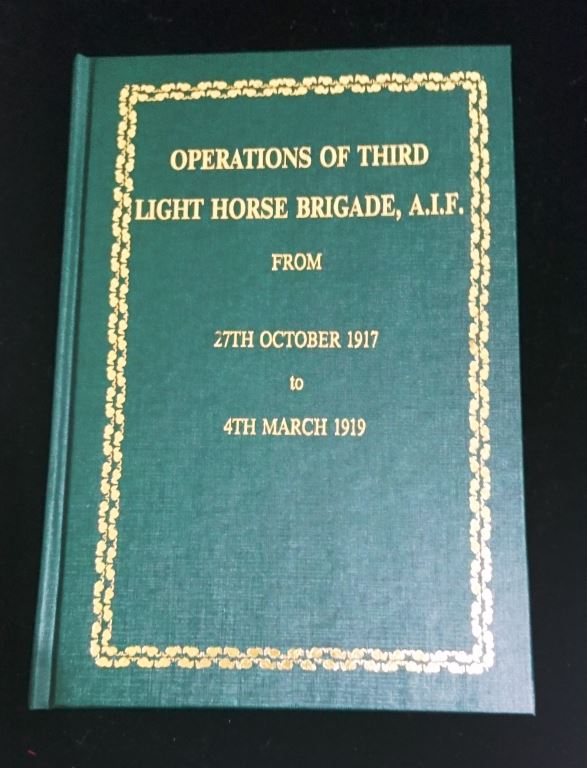 OPERATIONS OF THIRD
LIGHT HORSE BRIGADE, A.I.F.
FROM
27TH OCTOBER 1917
to
4TH MARCH 1919